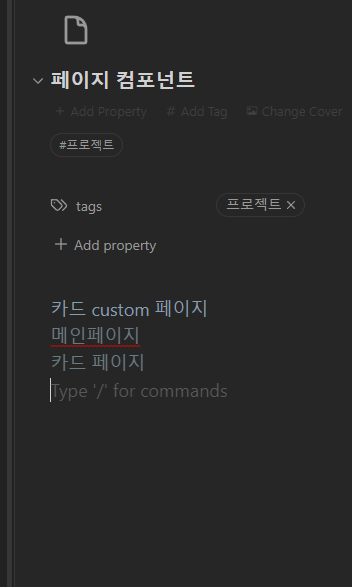 페이지 컴포넌트
Add Property # Add Tag Change Cover
#프로젝트
tags 프로젝트
Add property
카드 custom 페이지
메인페이지
카드 페이지
Type '/' for commands